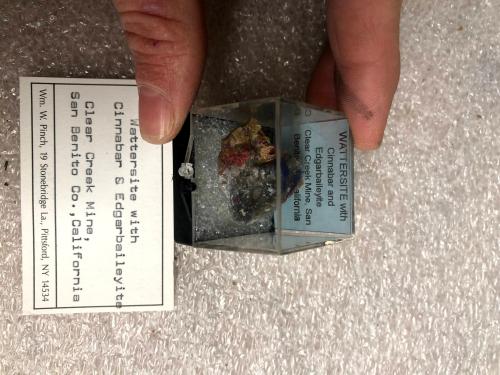 Wattersite with
Cinnabar & Edgarbaileyite
Clear Creek Mine,
San Benito Co., California
Wm. W. Pinch, 19 Stonebridge La., Pittsford, NY 14534
WATTERSITE with
Cinnabar and
Edgarbaileyite
Clear Creek Mine, San
Benito California